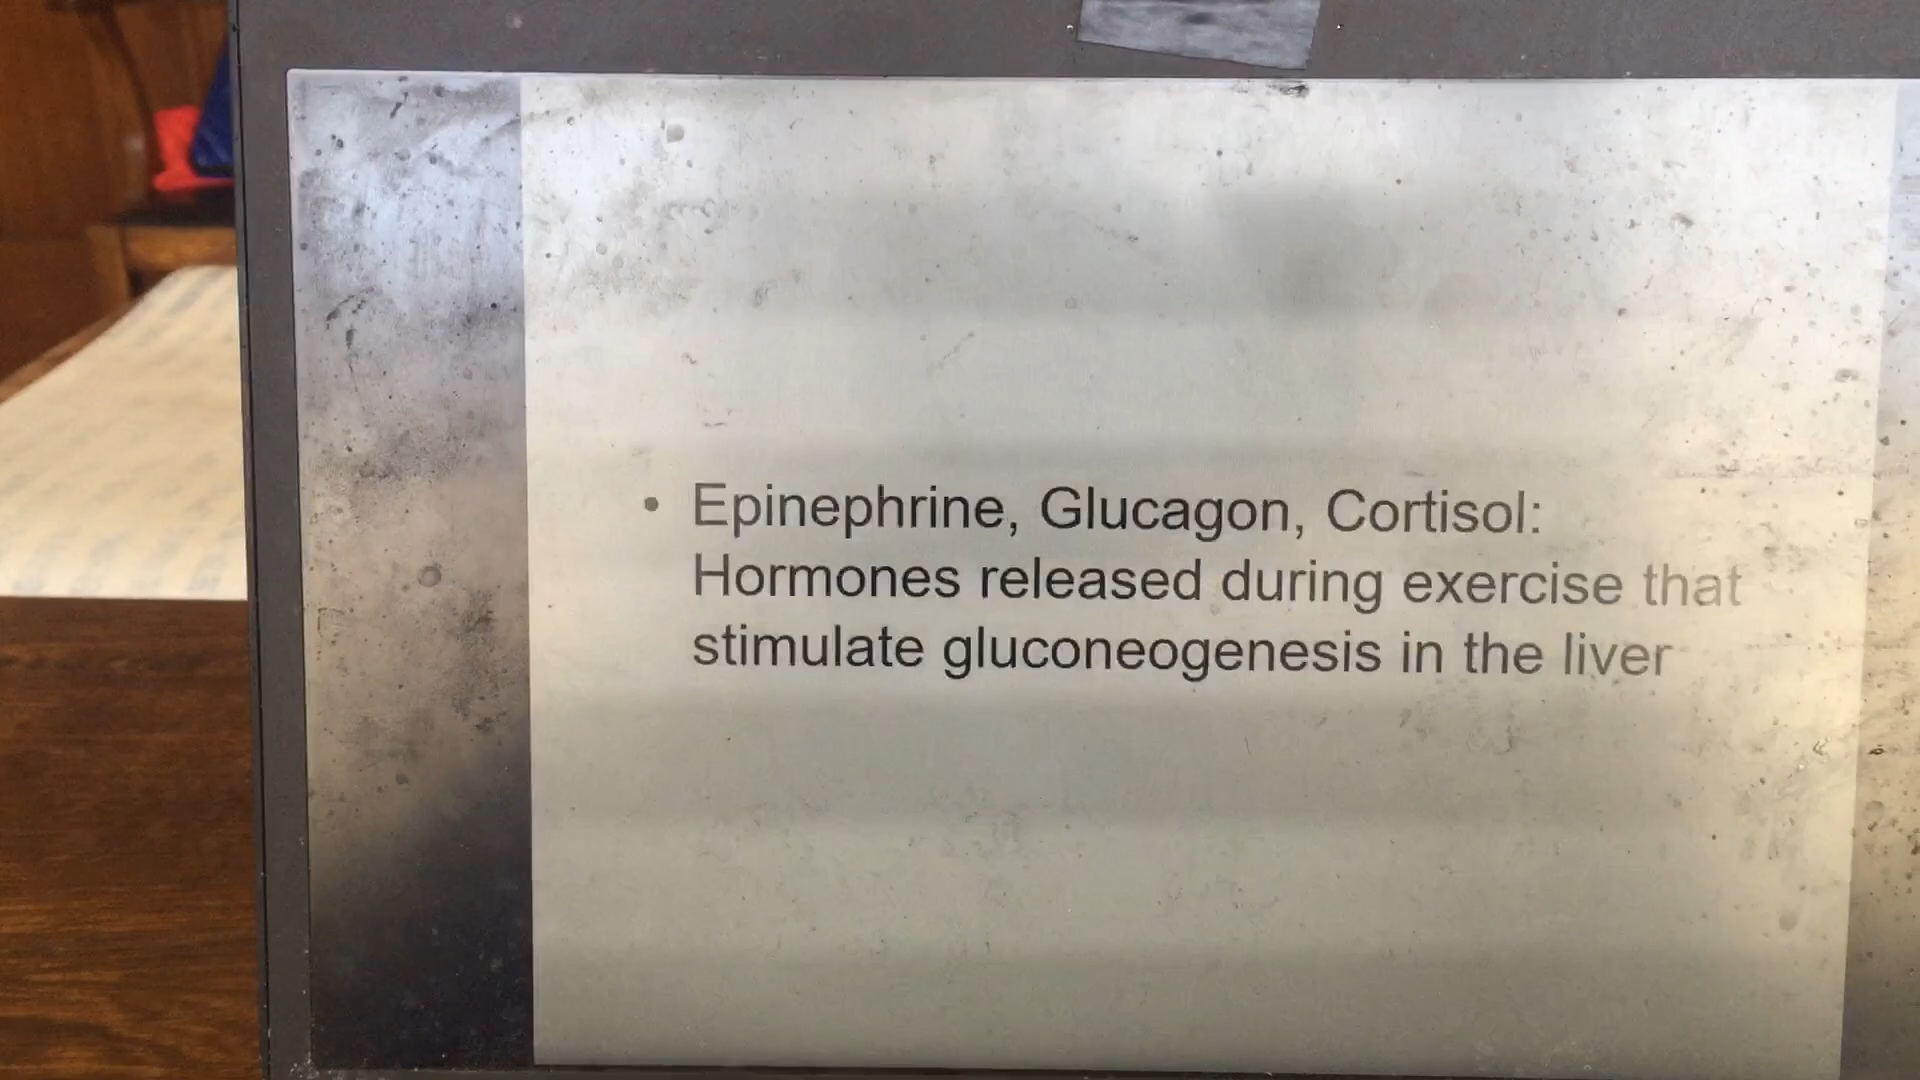 • Epinephrine, Glucagon, Cortisol:
Hormones released during exercise that
stimulate gluconeogenesis in the liver